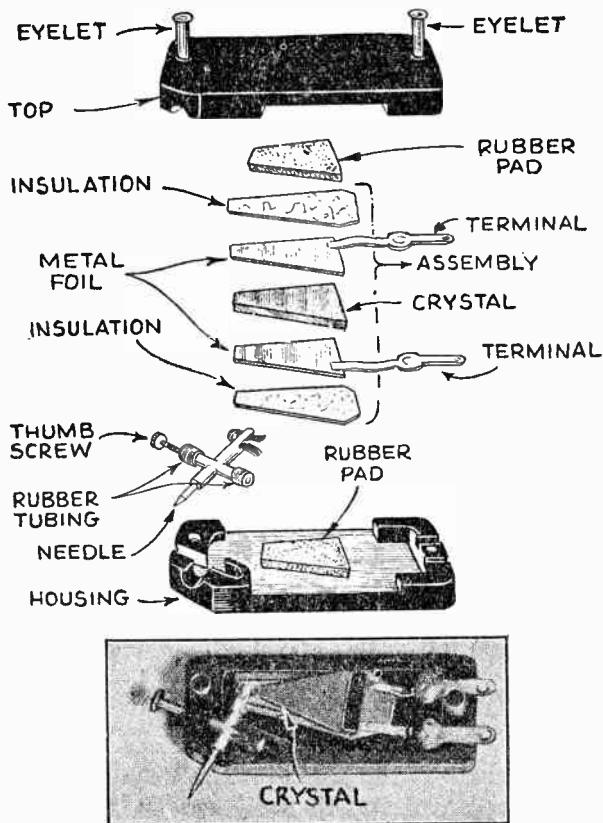 EYELET
EYELET
TOP
RUBBER
PAD
INSULATION
TERMINAL
METAL
FOIL
ASSEMBLY
CRYSTAL
INSULATION
TERMINAL
THUMB
SCREW
RUBBER
PAD
RUBBER
TUBING
NEEDLE
HOUSING
CRYSTAL